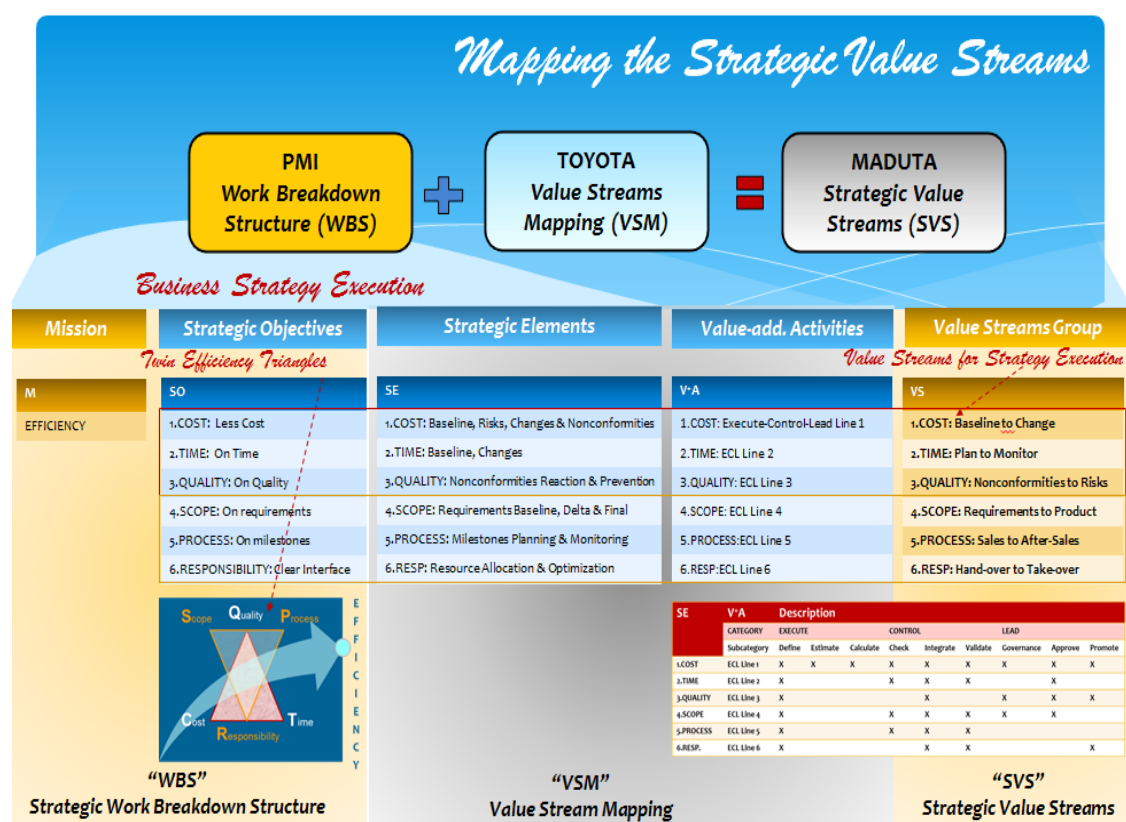 Mapping the Strategic Value Streams
PMI
Work Breakdown
Structure (WBS)
TOYOTA
Value Streams
Mapping (VSM)
MADUTA
Strategic Value
Streams (SVS)
Business Strategy Execution
Mission
Strategic Objectives
Strategic Elements
Value-add. Activities
Value Streams Group
Twin Efficiency Triangles
Value Streams for Strategy Execution
M
SO
SE
V⁺A
VS
EFFICIENCY
1.COST: Less Cost
1.COST: Baseline, Risks, Changes & Nonconformities
1.COST: Execute-Control-Lead Line 1
1.COST: Baseline to Change
2.TIME: On Time
2.TIME: Baseline, Changes
2.TIME: ECL Line 2
2.TIME: Plan to Monitor
3.QUALITY: On Quality
3.QUALITY: Nonconformities Reaction & Prevention
3.QUALITY: ECL Line 3
3.QUALITY: Nonconformities to Risks
4.SCOPE: On requirements
4.SCOPE: Requirements Baseline, Delta & Final
4.SCOPE: ECL Line 4
4.SCOPE: Requirements to Product
5.PROCESS: On milestones
5.PROCESS: Milestones Planning & Monitoring
5.PROCESS:ECL Line 5
5.PROCESS: Sales to After-Sales
6.RESPONSIBILITY: Clear Interface
6.RESP: Resource Allocation & Optimization
6.RESP:ECL Line 6
6.RESP: Hand-over to Take-over
Scope Quality Process
Cost Time
Responsibility
EFFICIENCY
SE V⁺A Description
CATEGORY EXECUTE CONTROL LEAD
Subcategory Define Estimate Calculate Check Integrate Validate Governance Approve Promote
1.COST ECL Line 1 X X X X X X X X X
2.TIME ECL Line 2 X X X X X
3.QUALITY ECL Line 3 X X X X X
4.SCOPE ECL Line 4 X X X X X X
5.PROCESS ECL Line 5 X X X X
6.RESP. ECL Line 6 X X X X
“WBS”
Strategic Work Breakdown Structure
“VSM”
Value Stream Mapping
“SVS”
Strategic Value Streams